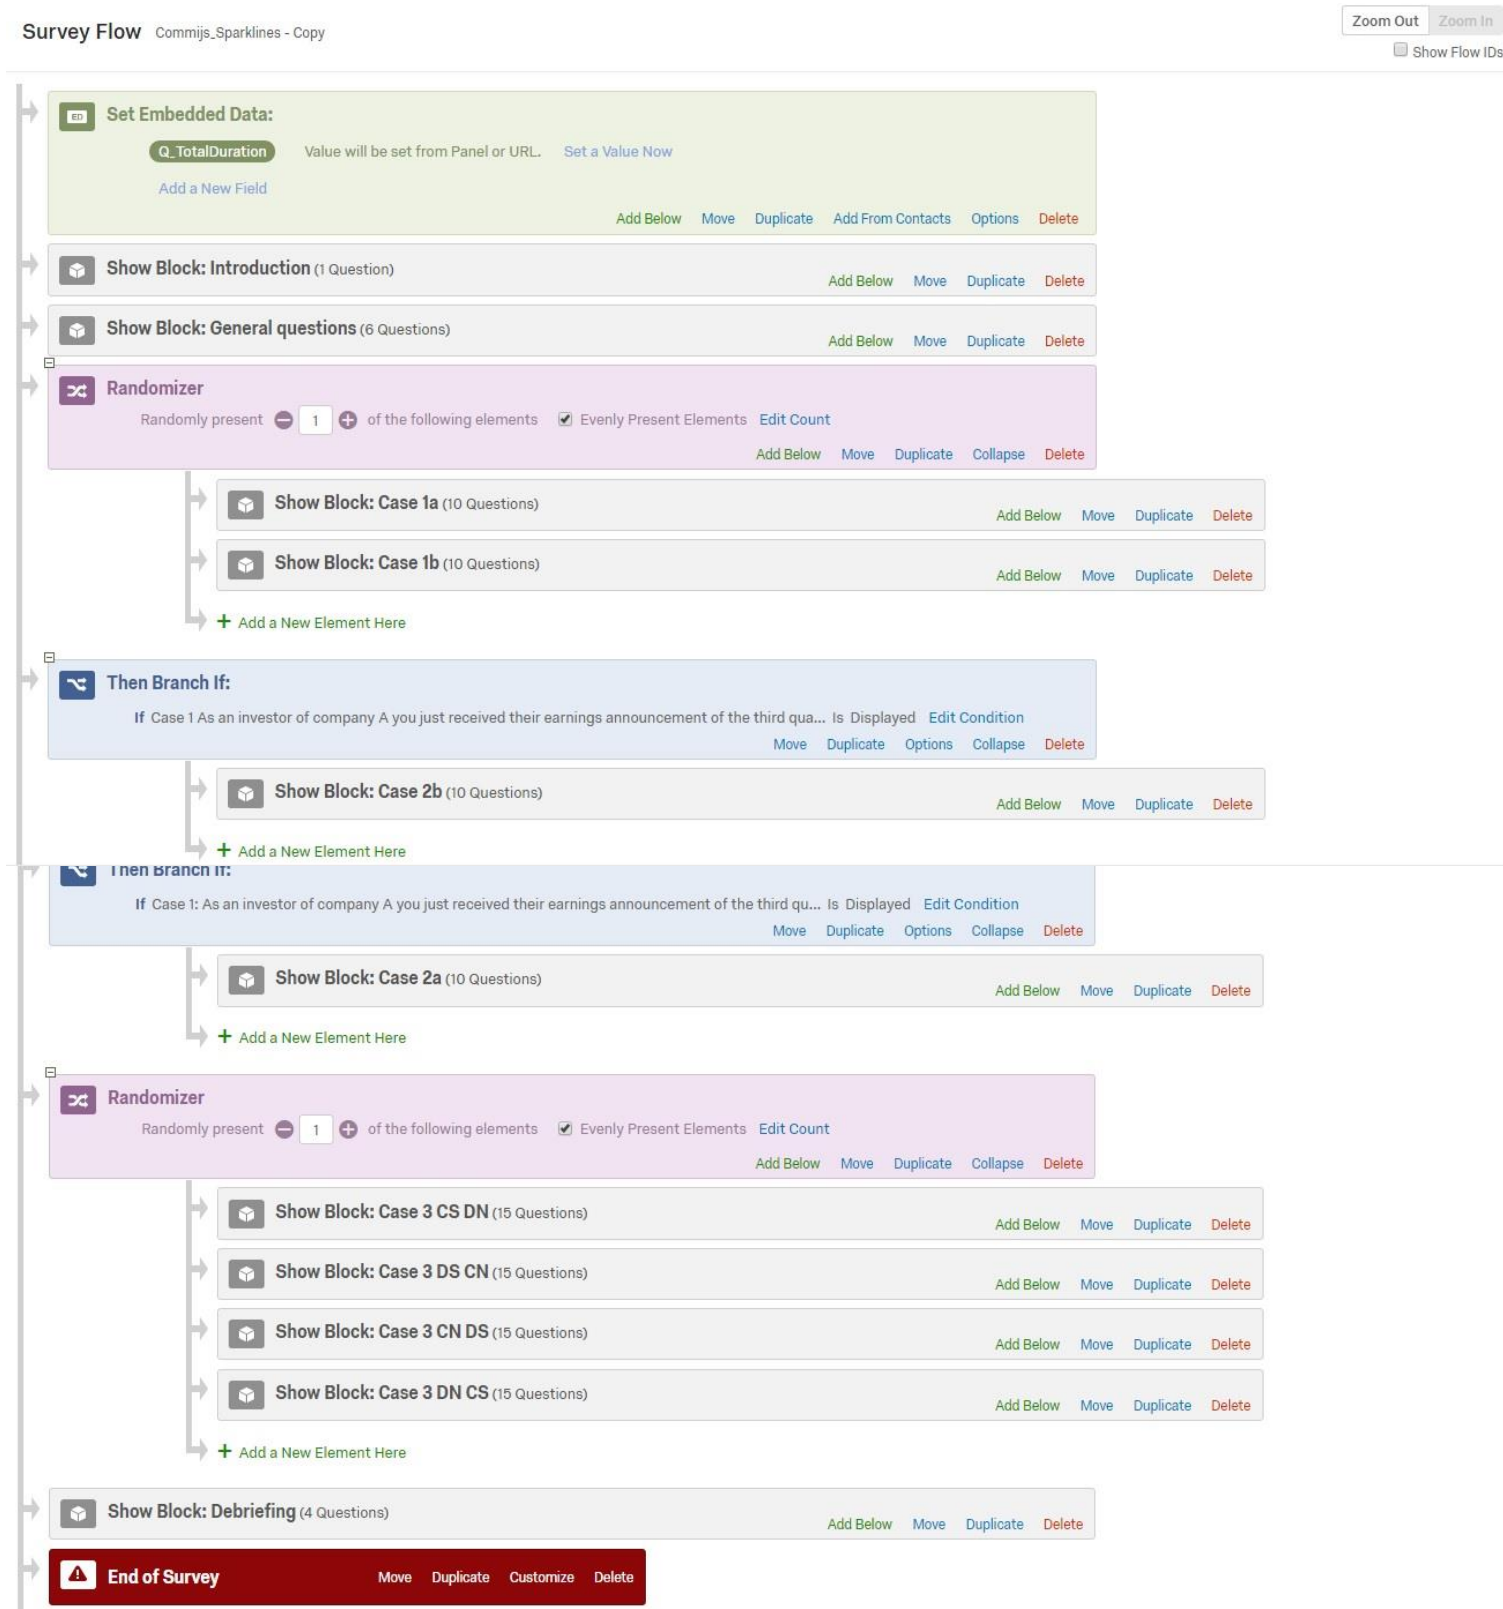 Survey Flow Commijs_Sparklines - Copy
Zoom Out Zoom In
Show Flow IDs
ED Set Embedded Data:
Q_TotalDuration Value will be set from Panel or URL. Set a Value Now
Add a New Field
Add Below Move Duplicate Add From Contacts Options Delete
Show Block: Introduction (1 Question)
Add Below Move Duplicate Delete
Show Block: General questions (6 Questions)
Add Below Move Duplicate Delete
Randomizer
Randomly present 1 of the following elements Evenly Present Elements Edit Count
Add Below Move Duplicate Collapse Delete
Show Block: Case 1a (10 Questions)
Add Below Move Duplicate Delete
Show Block: Case 1b (10 Questions)
Add Below Move Duplicate Delete
+ Add a New Element Here
Then Branch If:
If Case 1 As an investor of company A you just received their earnings announcement of the third qua... Is Displayed Edit Condition
Move Duplicate Options Collapse Delete
Show Block: Case 2b (10 Questions)
Add Below Move Duplicate Delete
+ Add a New Element Here
Then Branch If:
If Case 1: As an investor of company A you just received their earnings announcement of the third qu... Is Displayed Edit Condition
Move Duplicate Options Collapse Delete
Show Block: Case 2a (10 Questions)
Add Below Move Duplicate Delete
+ Add a New Element Here
Randomizer
Randomly present 1 of the following elements Evenly Present Elements Edit Count
Add Below Move Duplicate Collapse Delete
Show Block: Case 3 CS DN (15 Questions)
Add Below Move Duplicate Delete
Show Block: Case 3 DS CN (15 Questions)
Add Below Move Duplicate Delete
Show Block: Case 3 CN DS (15 Questions)
Add Below Move Duplicate Delete
Show Block: Case 3 DN CS (15 Questions)
Add Below Move Duplicate Delete
+ Add a New Element Here
Show Block: Debriefing (4 Questions)
Add Below Move Duplicate Delete
End of Survey Move Duplicate Customize Delete